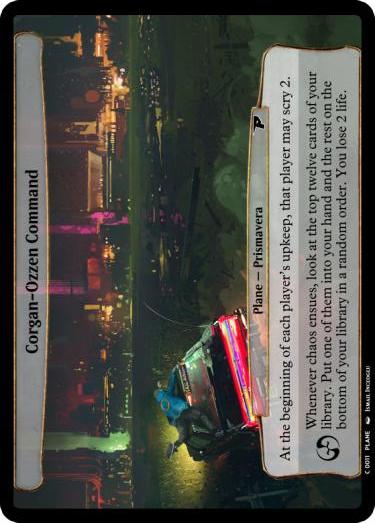 Corgan-Ozzen Command
Plane — Prismavera
At the beginning of each player's upkeep, that player may scry 2.
Whenever chaos ensues, look at the top twelve cards of your
library. Put one of them into your hand and the rest on the
bottom of your library in a random order. You lose 2 life.
C 0011 PLANE Ismail Inceoglu